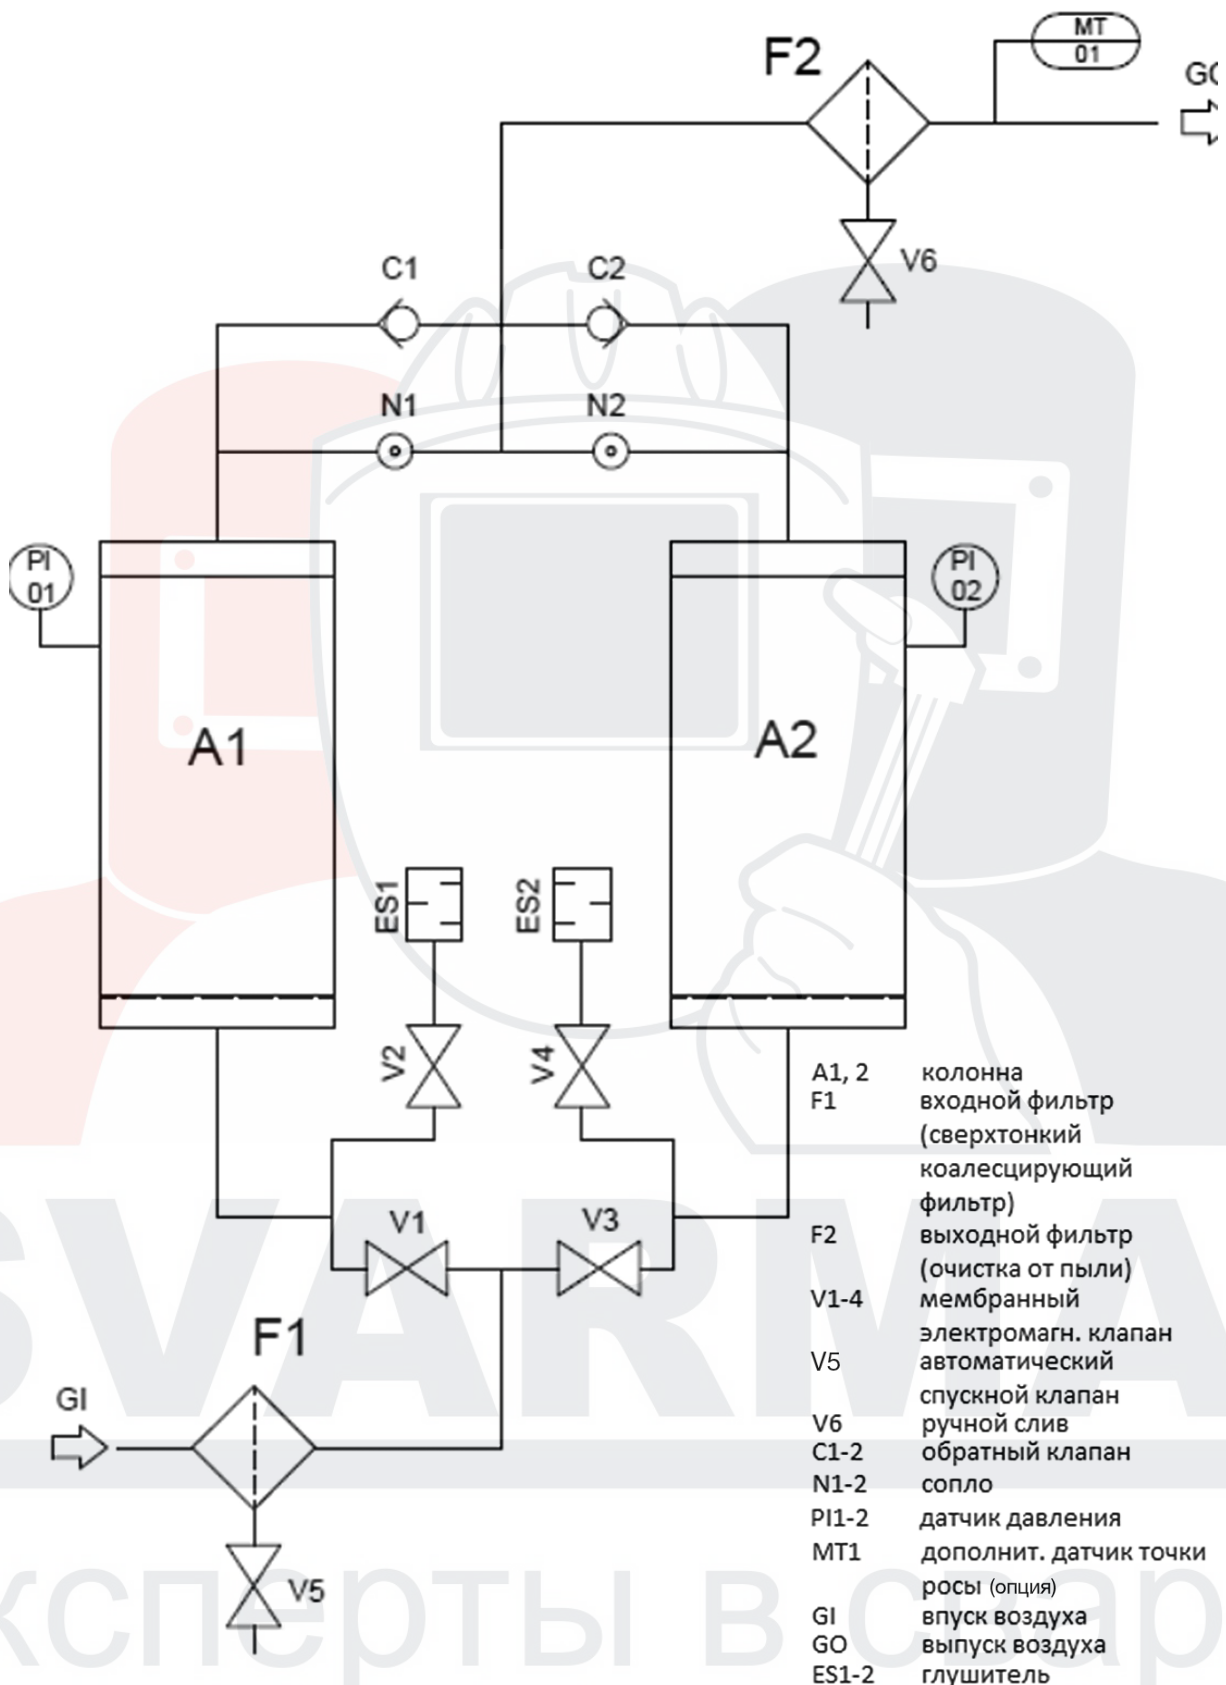 MT
01
F2
GO
V6
C1
C2
N1
N2
PI
01
PI
02
A1
A2
ES1
ES2
V2
V4
V1
V3
F1
GI
V5
A1, 2 колонна
F1 входной фильтр
(сверхтонкий
коалесцирующий
фильтр)
F2 выходной фильтр
(очистка от пыли)
V1-4 мембранный
электромагн. клапан
V5 автоматический
спускной клапан
V6 ручной слив
C1-2 обратный клапан
N1-2 сопло
PI1-2 датчик давления
MT1 дополнит. датчик точки
росы (опция)
GI впуск воздуха
GO выпуск воздуха
ES1-2 глушитель
SVARMA
ксперты в свар